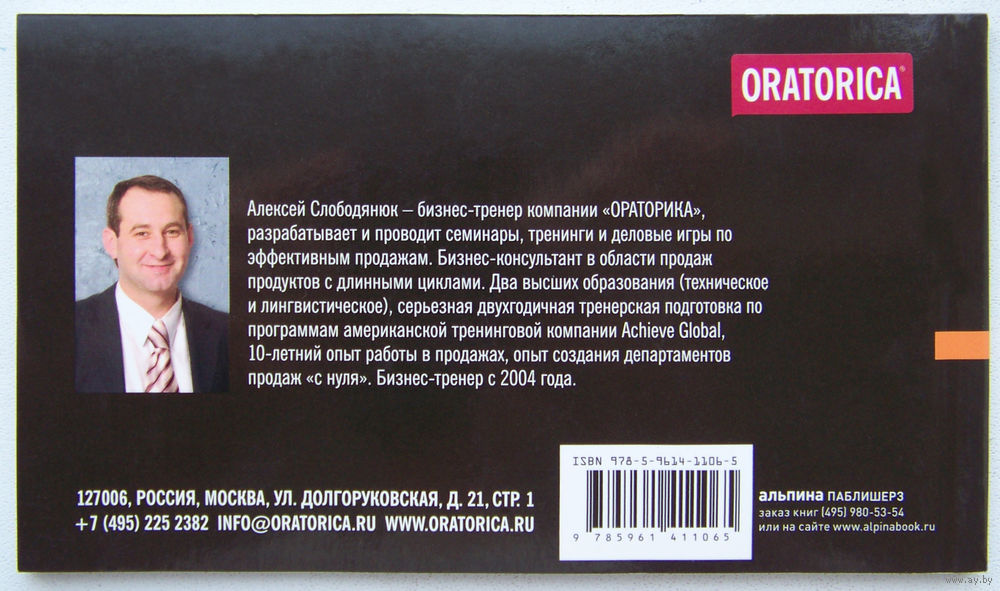 ORATORICA®
Алексей Слободянюк – бизнес-тренер компании «ОРАТОРИКА»,
разрабатывает и проводит семинары, тренинги и деловые игры по
эффективным продажам. Бизнес-консультант в области продаж
продуктов с длинными циклами. Два высших образования (техническое
и лингвистическое), серьезная двухгодичная тренерская подготовка по
программам американской тренинговой компании Achieve Global,
10-летний опыт работы в продажах, опыт создания департаментов
продаж «с нуля». Бизнес-тренер с 2004 года.
127006, РОССИЯ, МОСКВА, УЛ. ДОЛГОРУКОВСКАЯ, Д. 21, СТР. 1
+7 (495) 225 2382 INFO@ORATORICA.RU WWW.ORATORICA.RU
ISBN 978-5-9614-1106-5
9 785961 411065
альпина ПАБЛИШЕРЗ
заказ книг (495) 980-53-54
или на сайте www.alpinabook.ru
www.ay.by